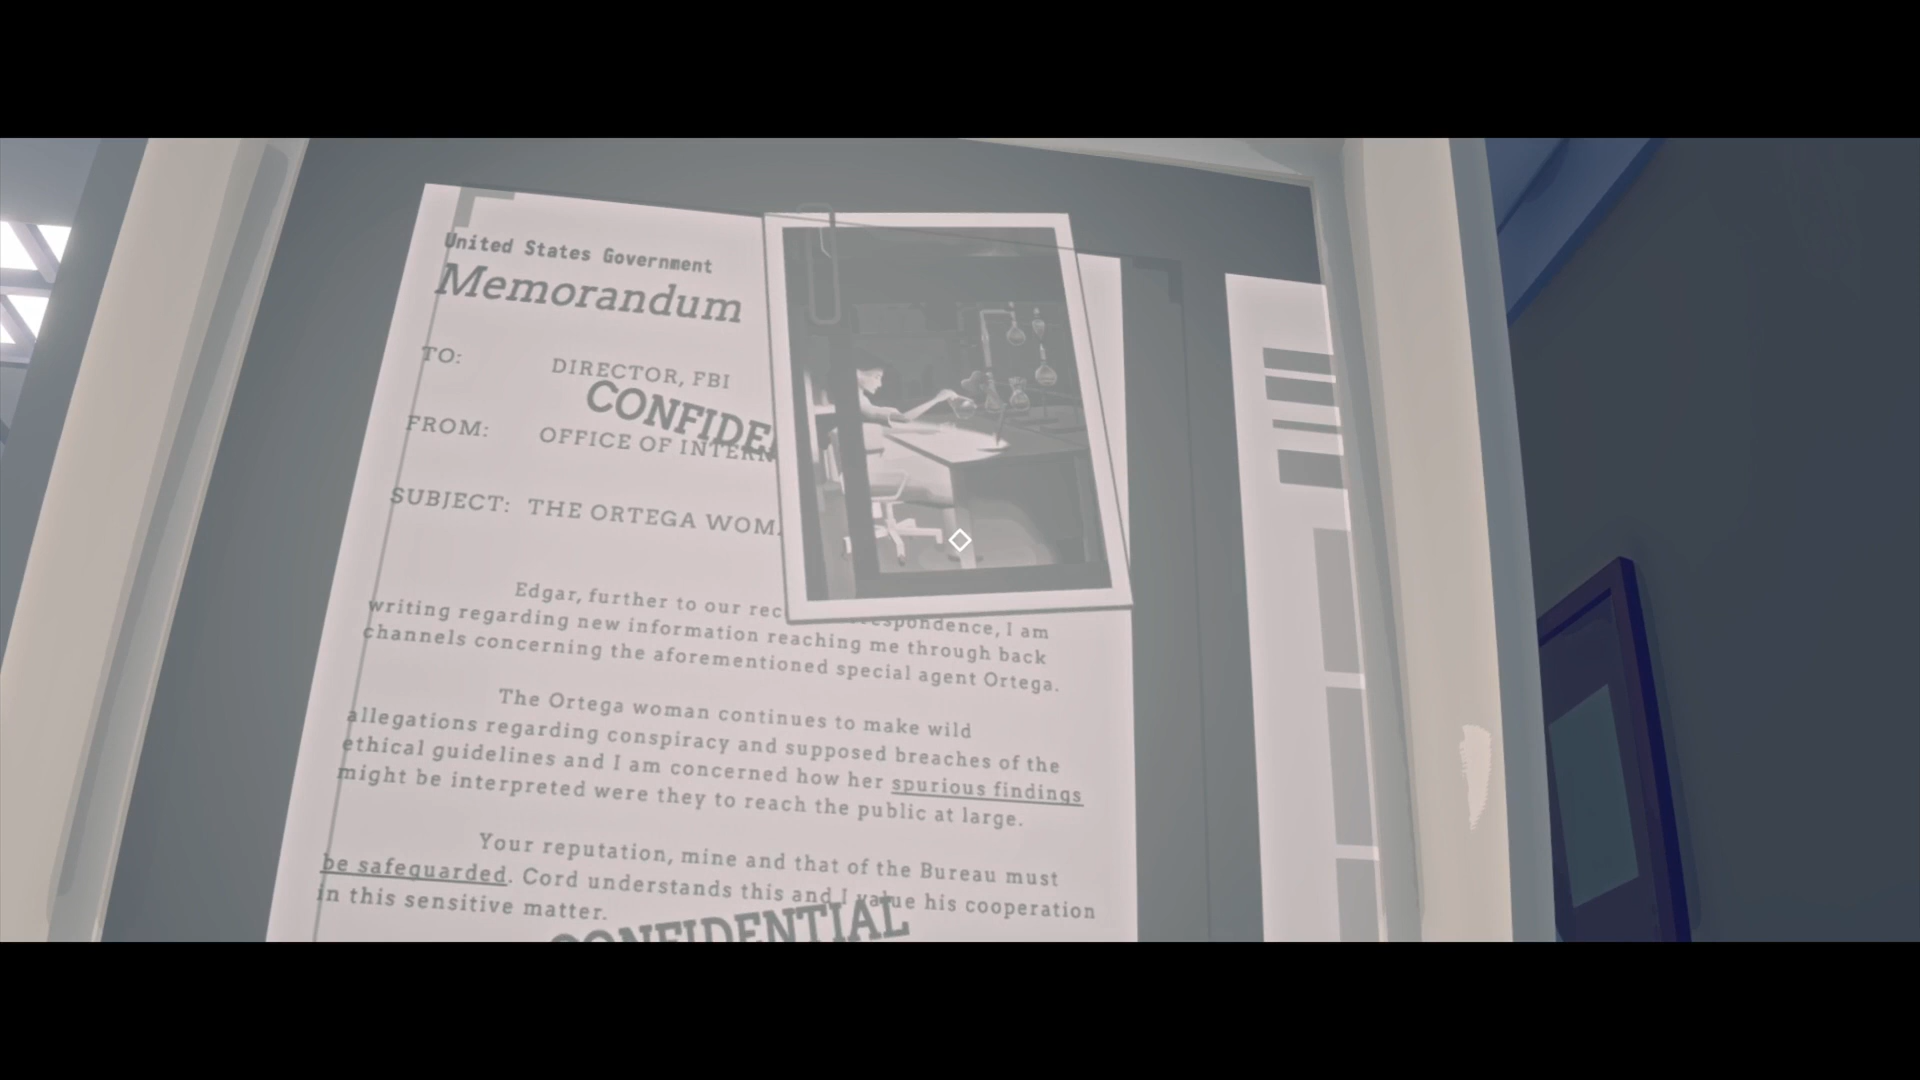 United States Government
Memorandum
TO: DIRECTOR, FBI
CONFIDE
FROM: OFFICE OF INTERN
SUBJECT: THE ORTEGA WOM
Edgar, further to our rec spondence, I am
writing regarding new information reaching me through back
channels concerning the aforementioned special agent Ortega.
The Ortega woman continues to make wild
allegations regarding conspiracy and supposed breaches of the
ethical guidelines and I am concerned how her spurious findings
might be interpreted were they to reach the public at large.
Your reputation, mine and that of the Bureau must
be safeguarded. Cord understands this and I value his cooperation
in this sensitive matter.
CONFIDENTIAL